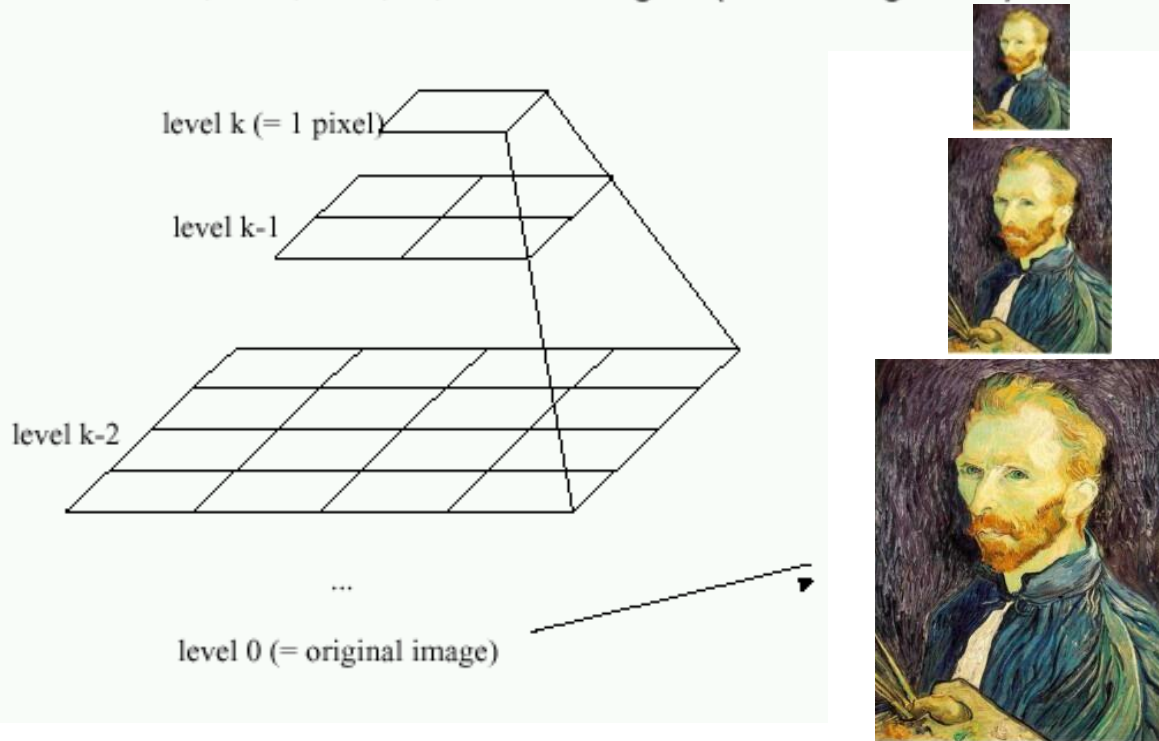 level k (= 1 pixel)
level k-1
level k-2
...
level 0 (= original image)